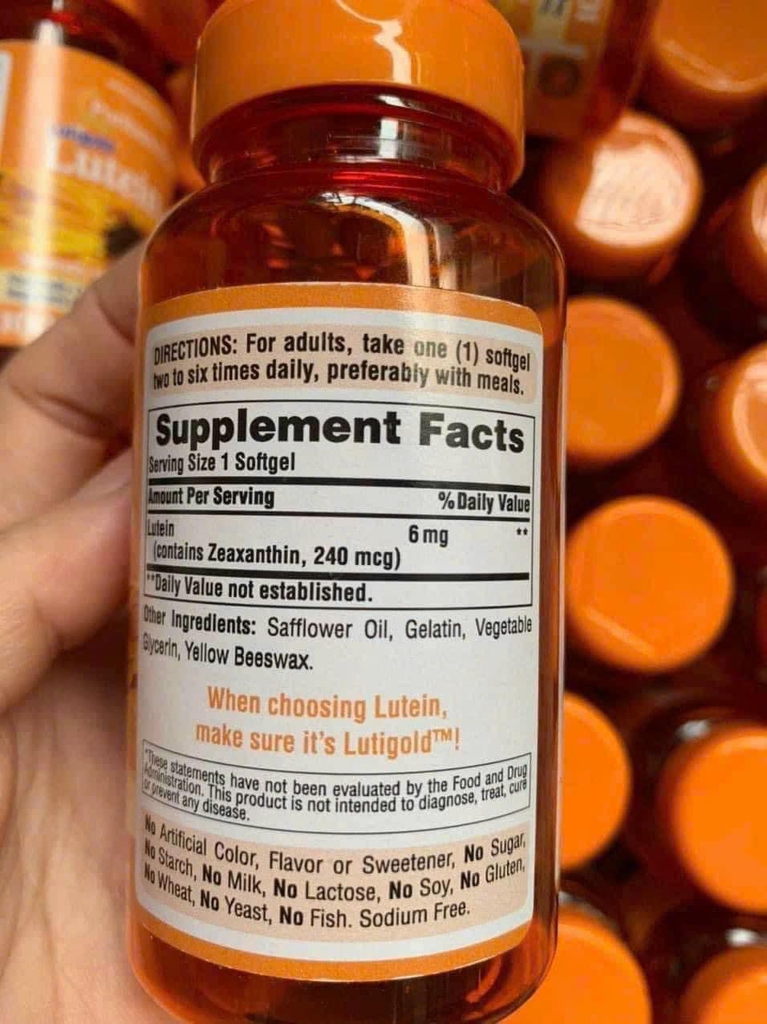 Lutein
DIRECTIONS: For adults, take one (1) softgel
two to six times daily, preferably with meals.
Supplement Facts
Serving Size 1 Softgel
Amount Per Serving % Daily Value
Lutein 6 mg **
(contains Zeaxanthin, 240 mcg)
**Daily Value not established.
Other Ingredients: Safflower Oil, Gelatin, Vegetable
Glycerin, Yellow Beeswax.
When choosing Lutein,
make sure it's Lutigold™!
*These statements have not been evaluated by the Food and Drug
Administration. This product is not intended to diagnose, treat, cure
or prevent any disease.
No Artificial Color, Flavor or Sweetener, No Sugar,
No Starch, No Milk, No Lactose, No Soy, No Gluten,
No Wheat, No Yeast, No Fish. Sodium Free.